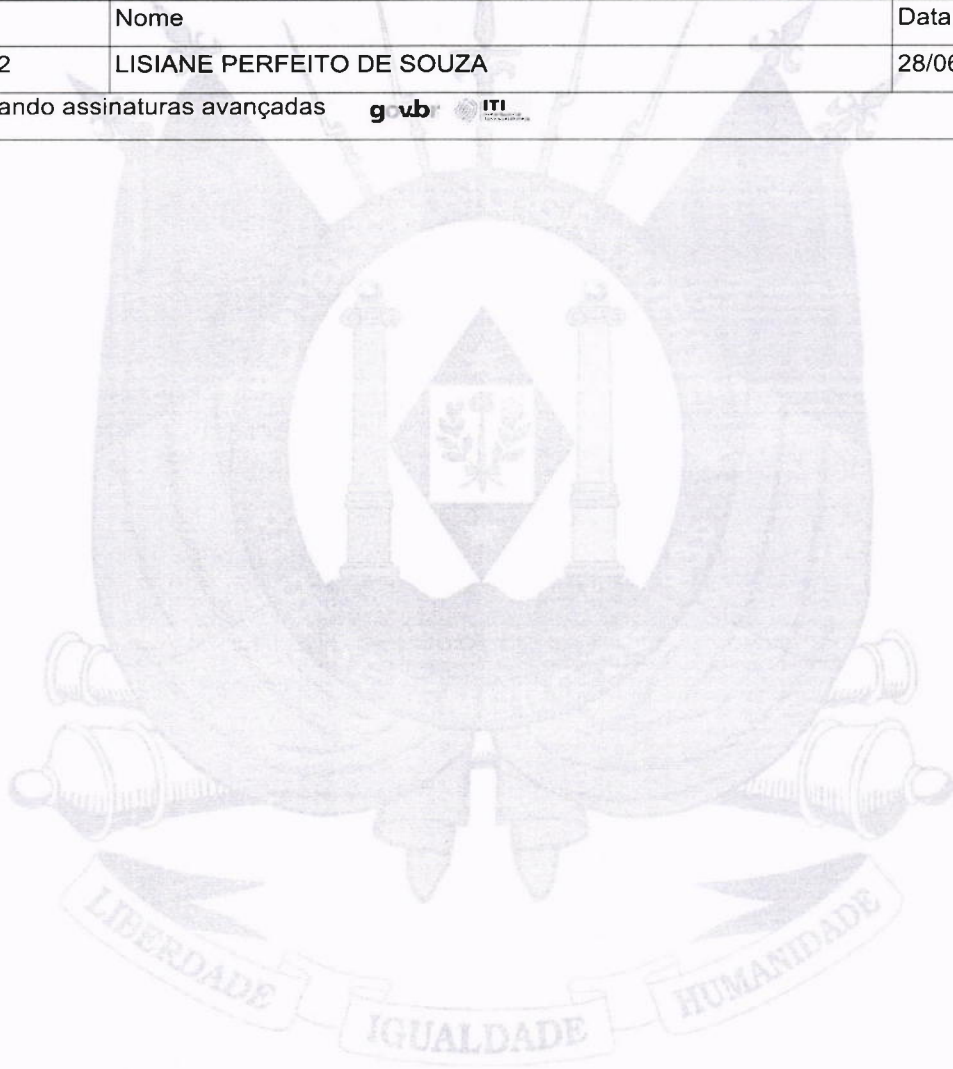 Nome Data
2 LISIANE PERFEITO DE SOUZA 28/06
ando assinaturas avançadas gov.br ITI
LIBERDADE IGUALDADE HUMANIDADE